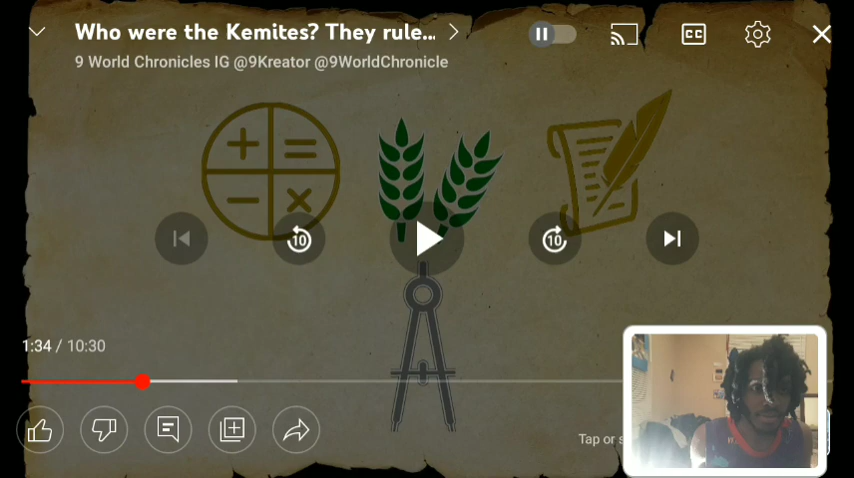 Who were the Kemites? They rule...
9 World Chronicles IG @9Kreator @9WorldChronicle
CC
10
10
1:34 / 10:30
Tap or